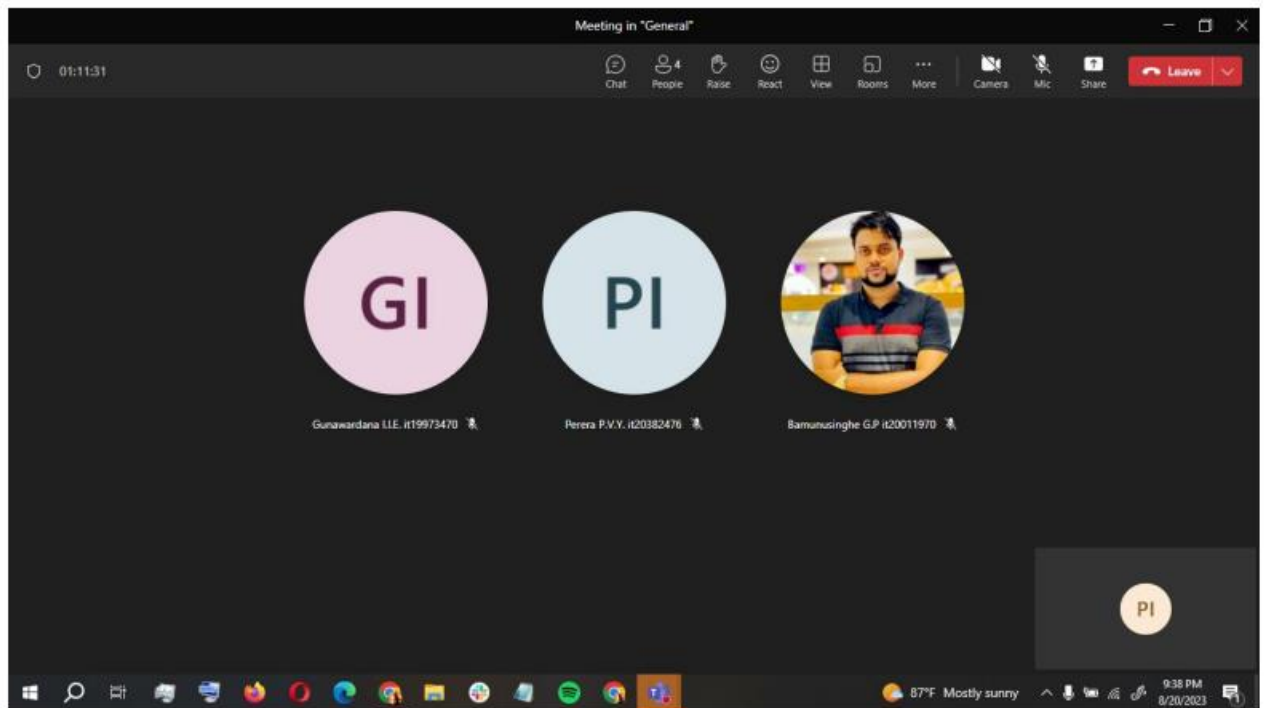 Meeting in "General"
01:11:31
Chat
4
People
Raise
React
View
Rooms
More
Camera
Mic
Share
Leave
GI
PI
Gunawardana I.I.E. it19973470
Perera P.V.Y. it20382476
Bamunusinghe G.P it20011970
PI
87°F Mostly sunny
9:38 PM
8/20/2023
1